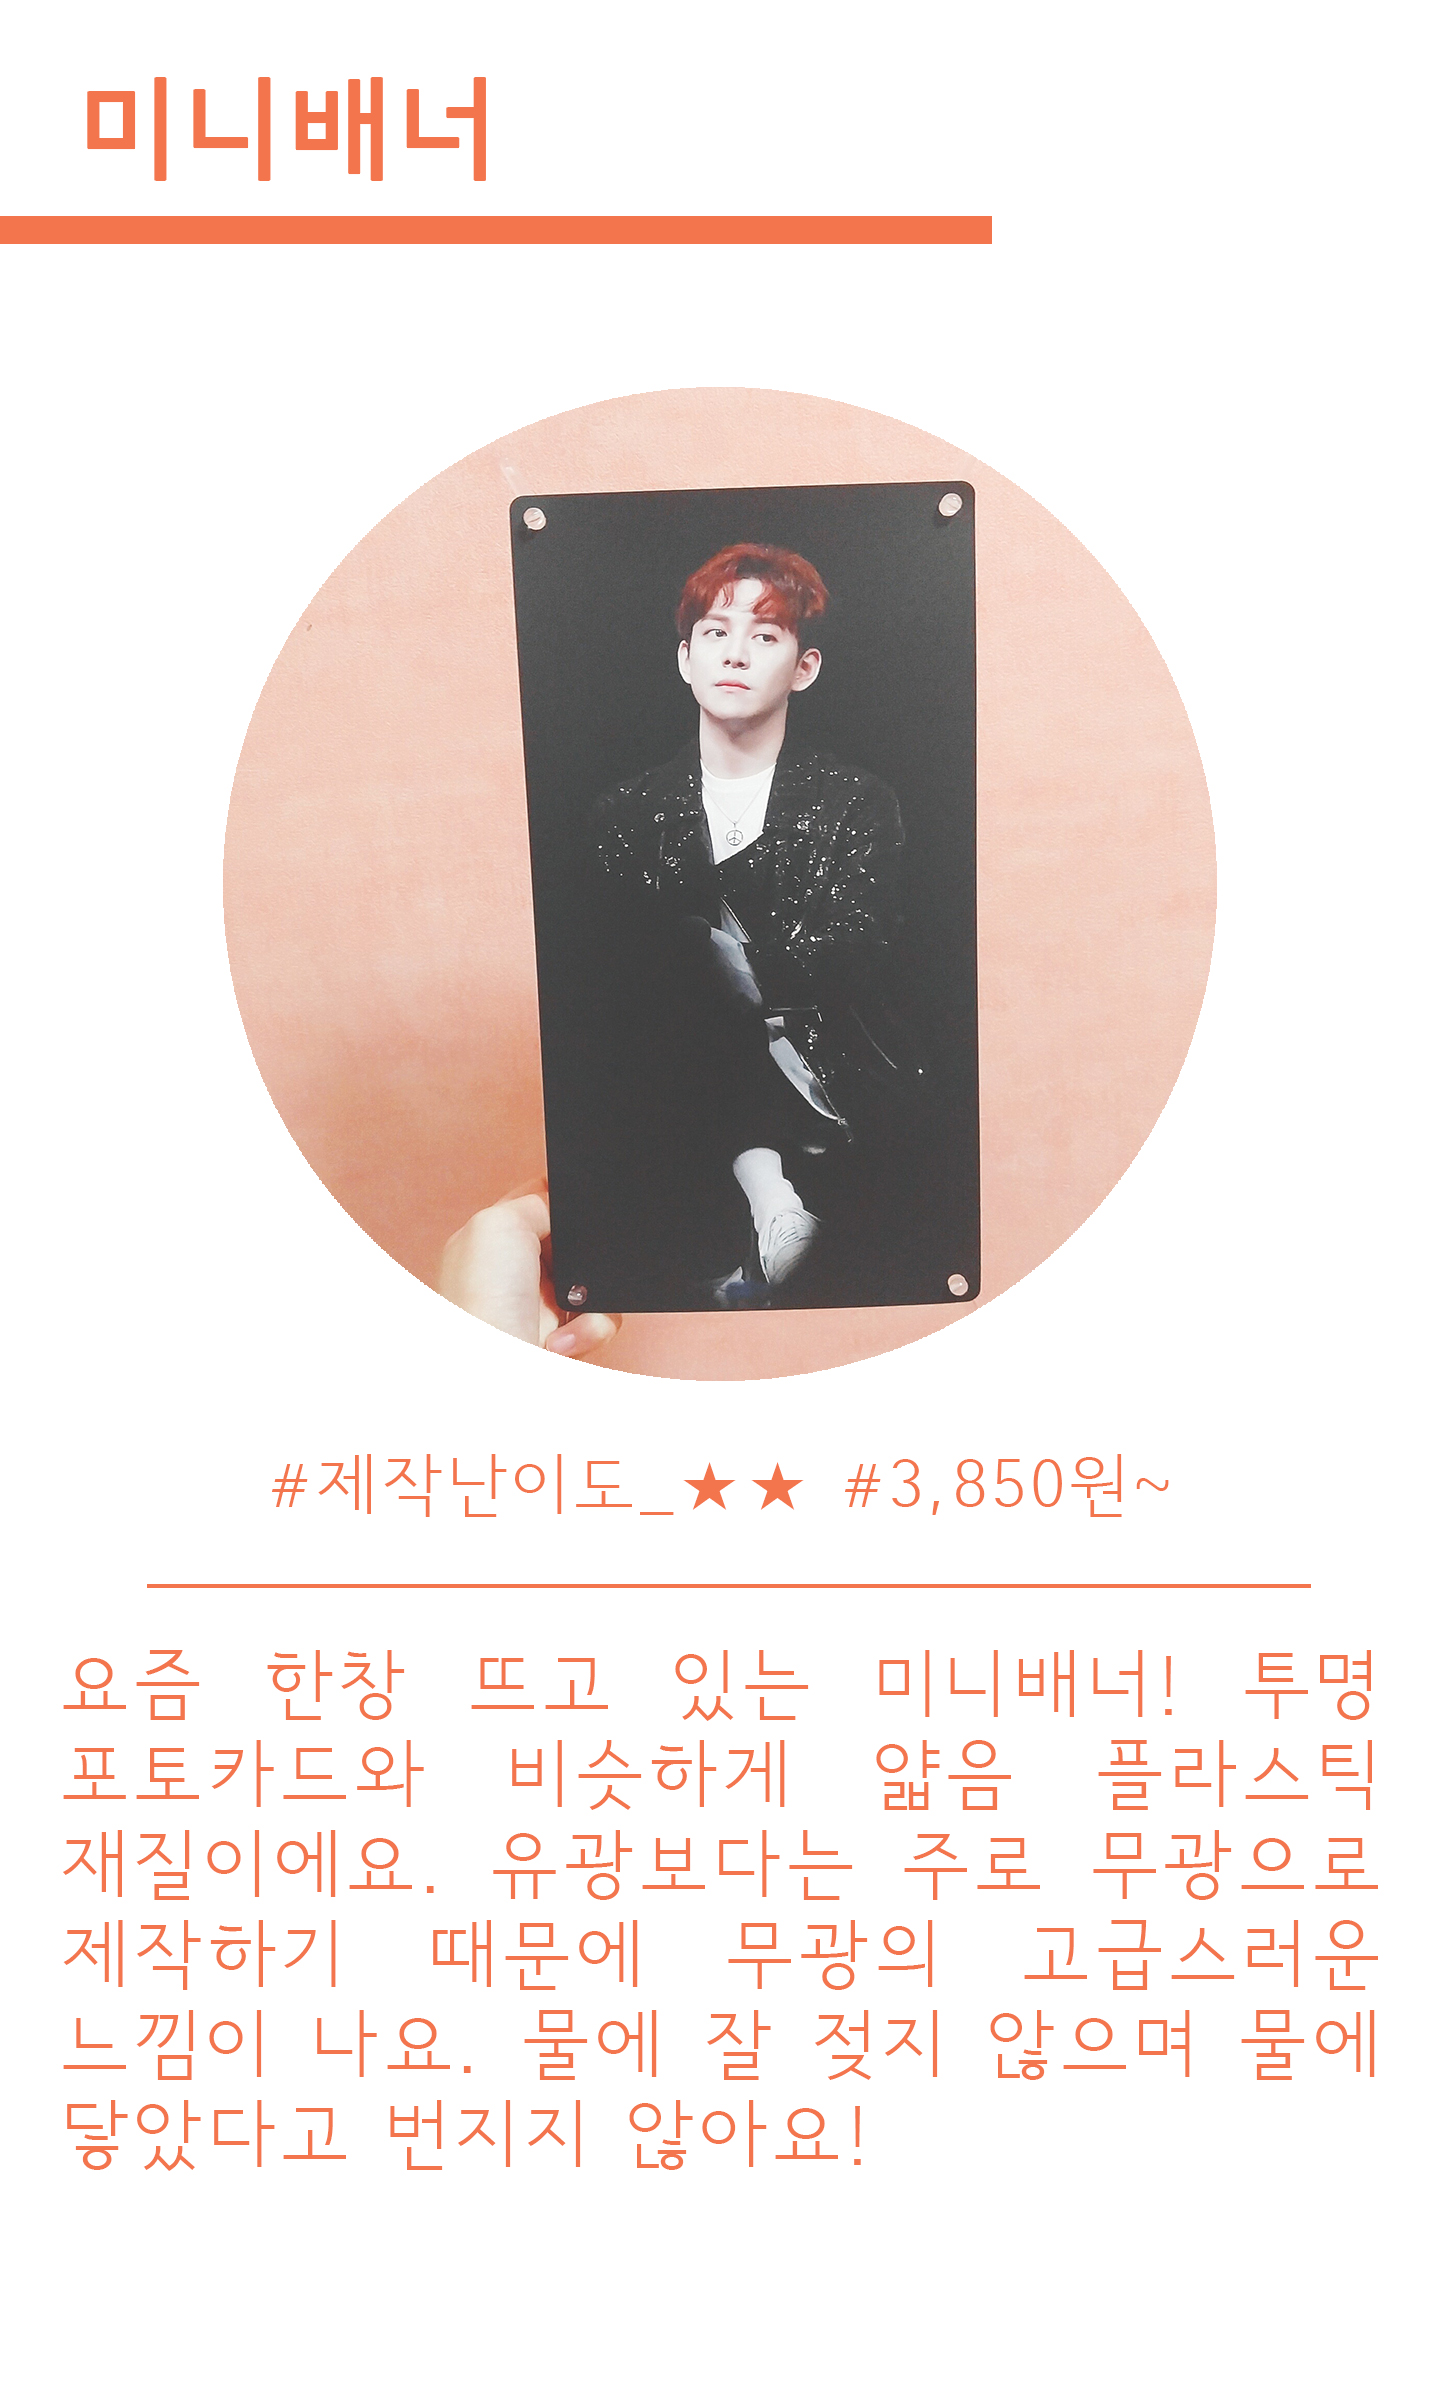 미니배너
#제작난이도_★★ #3,850원~
요즘 한창 뜨고 있는 미니배너! 투명
포토카드와 비슷하게 얇음 플라스틱
재질이에요. 유광보다는 주로 무광으로
제작하기 때문에 무광의 고급스러운
느낌이 나요. 물에 잘 젖지 않으며 물에
닿았다고 번지지 않아요!